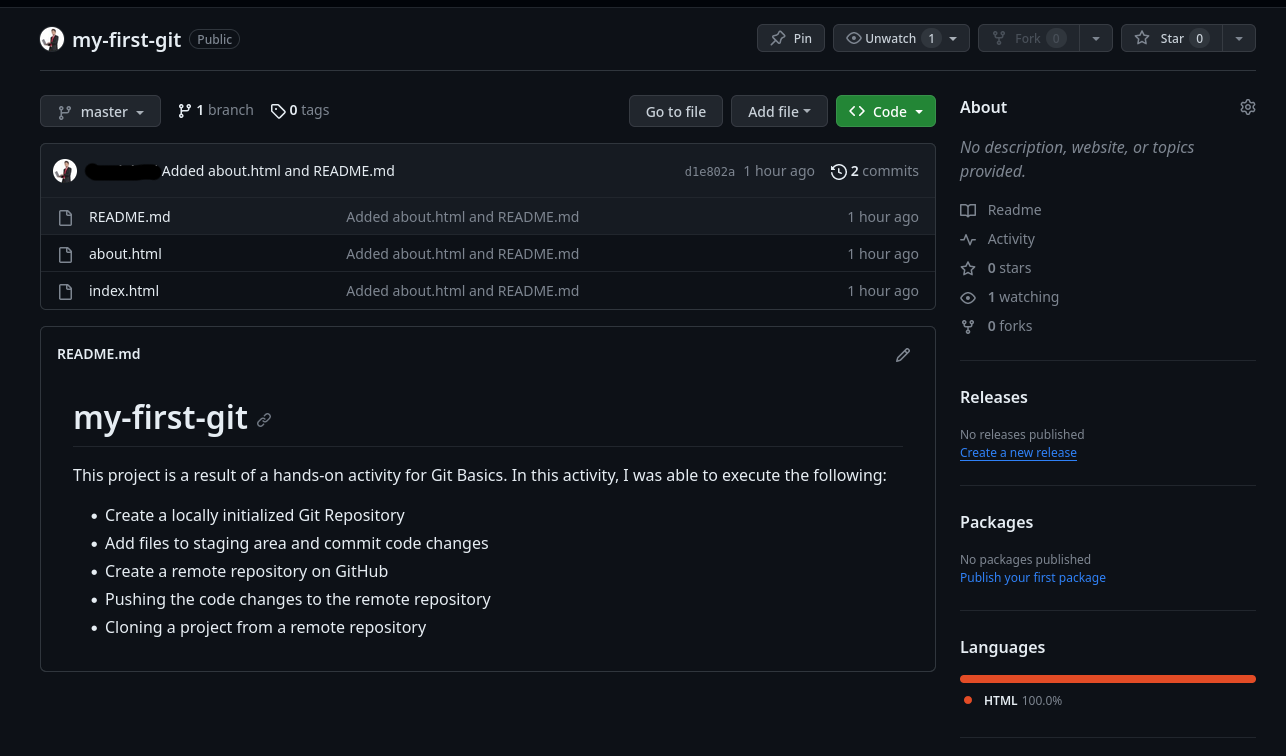 my-first-git Public Pin Unwatch 1 Fork 0 Star 0
master 1 branch 0 tags Go to file Add file Code
Added about.html and README.md d1e802a 1 hour ago 2 commits
README.md Added about.html and README.md 1 hour ago
about.html Added about.html and README.md 1 hour ago
index.html Added about.html and README.md 1 hour ago
README.md
my-first-git
This project is a result of a hands-on activity for Git Basics. In this activity, I was able to execute the following:
• Create a locally initialized Git Repository
• Add files to staging area and commit code changes
• Create a remote repository on GitHub
• Pushing the code changes to the remote repository
• Cloning a project from a remote repository
About
No description, website, or topics
provided.
Readme
Activity
0 stars
1 watching
0 forks
Releases
No releases published
Create a new release
Packages
No packages published
Publish your first package
Languages
HTML 100.0%